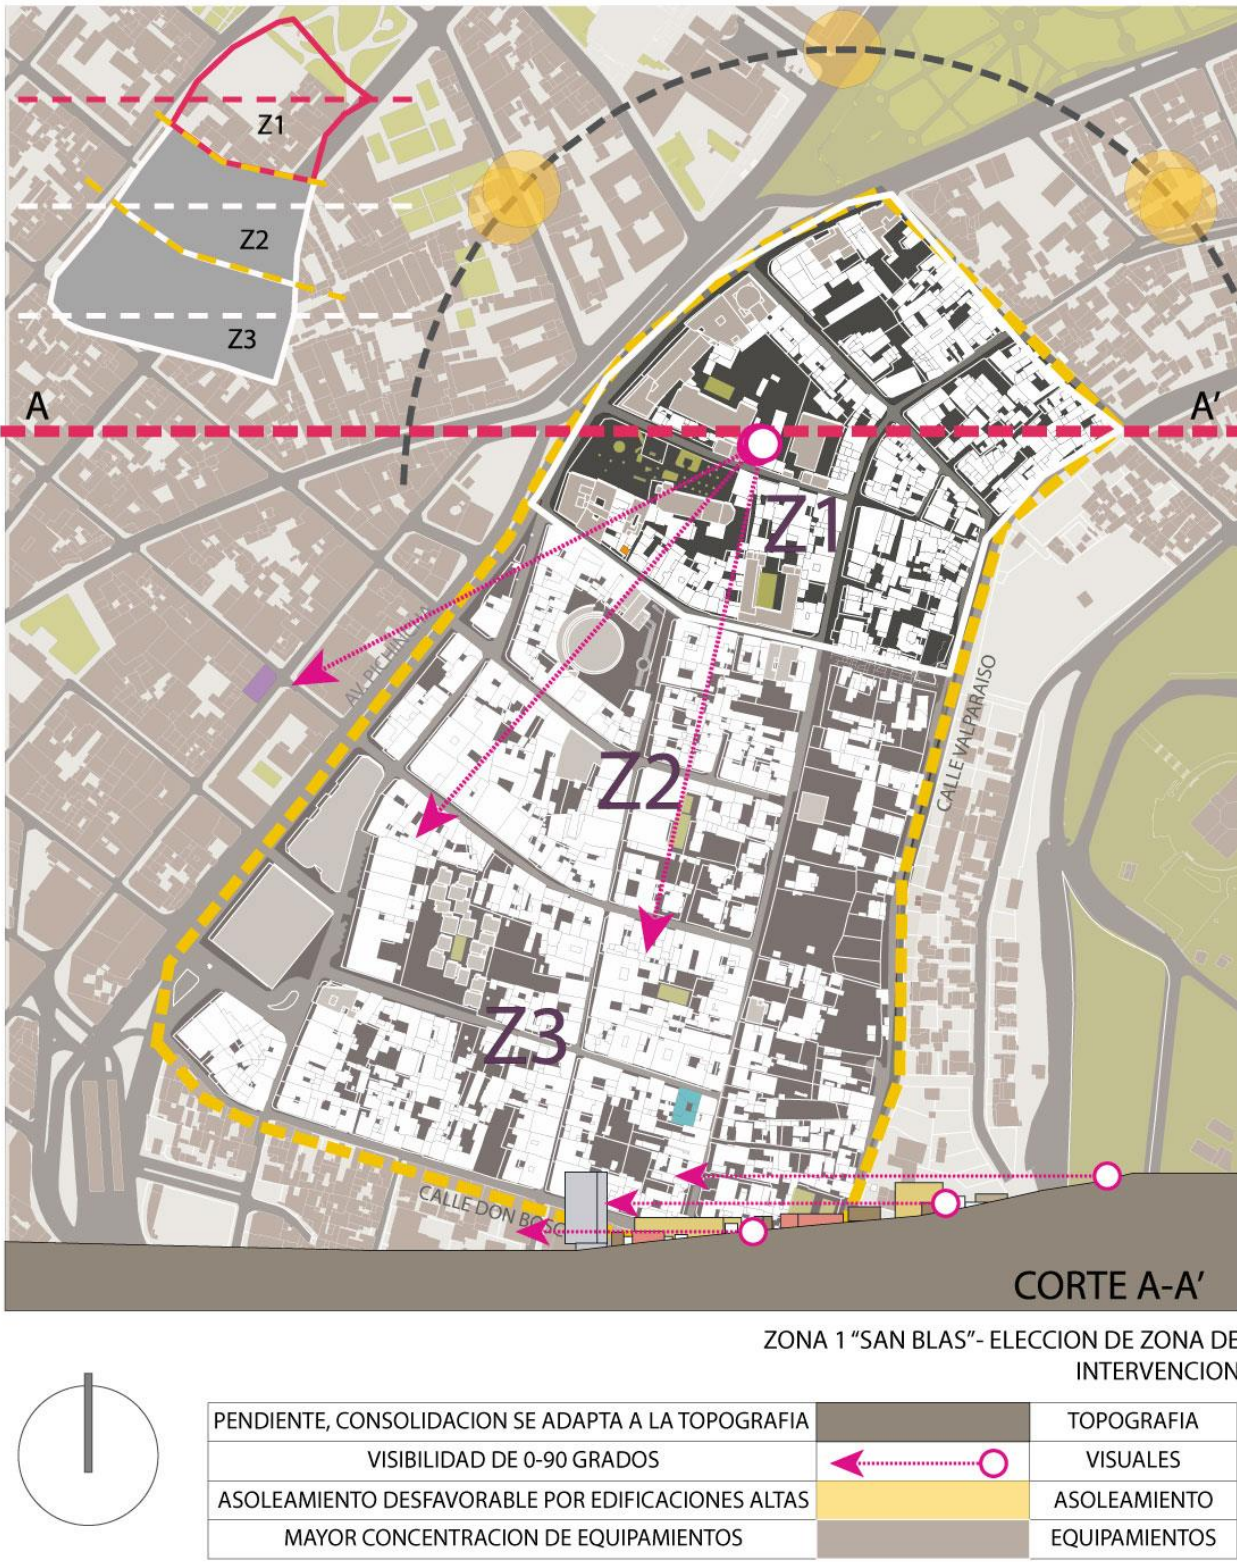 Z1
Z2
Z3
A
A'
Z1
AV. PICHINCHA
CALLE VALPARAISO
Z2
Z3
CALLE DON BOSC
CORTE A-A'
ZONA 1 "SAN BLAS"- ELECCION DE ZONA DE
INTERVENCION
PENDIENTE, CONSOLIDACION SE ADAPTA A LA TOPOGRAFIA TOPOGRAFIA
VISIBILIDAD DE 0-90 GRADOS VISUALES
ASOLEAMIENTO DESFAVORABLE POR EDIFICACIONES ALTAS ASOLEAMIENTO
MAYOR CONCENTRACION DE EQUIPAMIENTOS EQUIPAMIENTOS